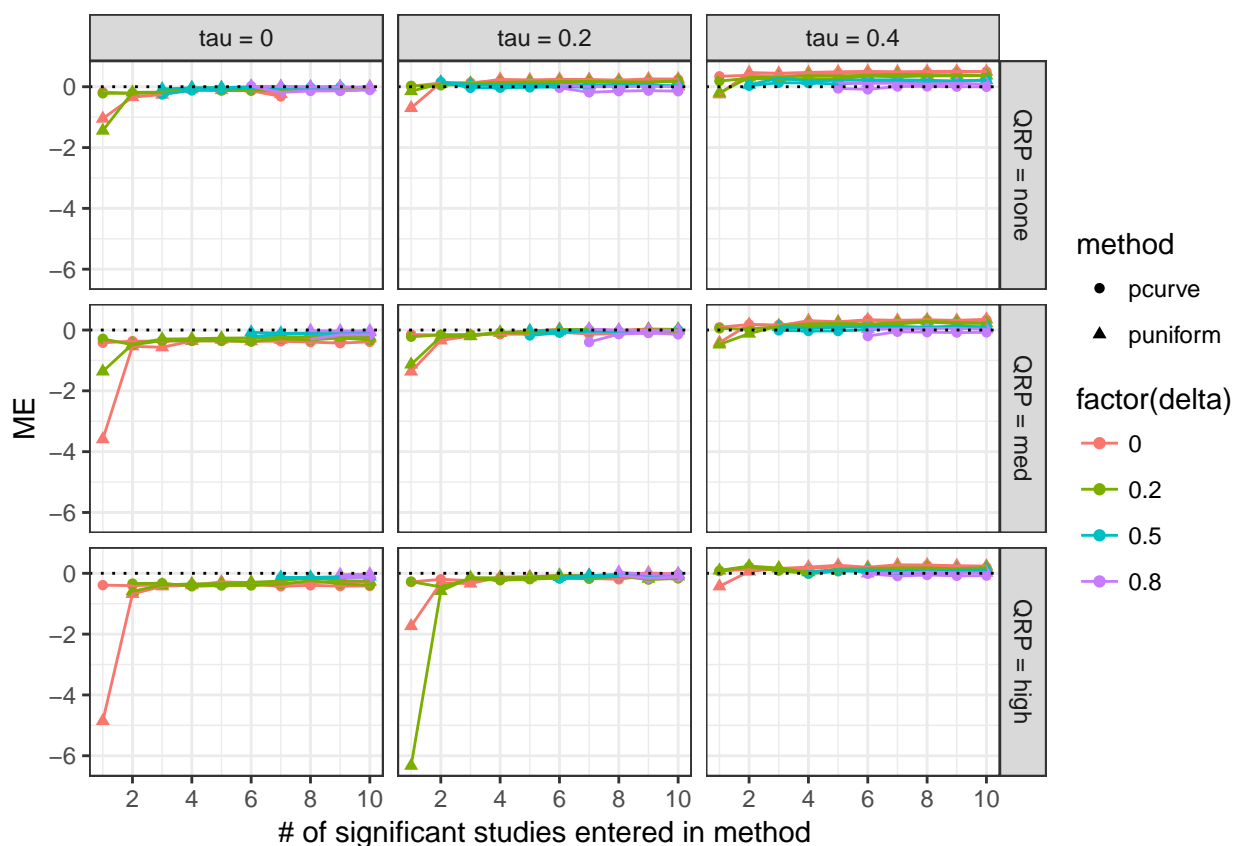 tau = 0
tau = 0.2
tau = 0.4
0
−2
−4
−6
QRP = none
0
−2
−4
−6
QRP = med
0
−2
−4
−6
QRP = high
ME
2 4 6 8 10
2 4 6 8 10
2 4 6 8 10
# of significant studies entered in method
method
pcurve
puniform
factor(delta)
0
0.2
0.5
0.8